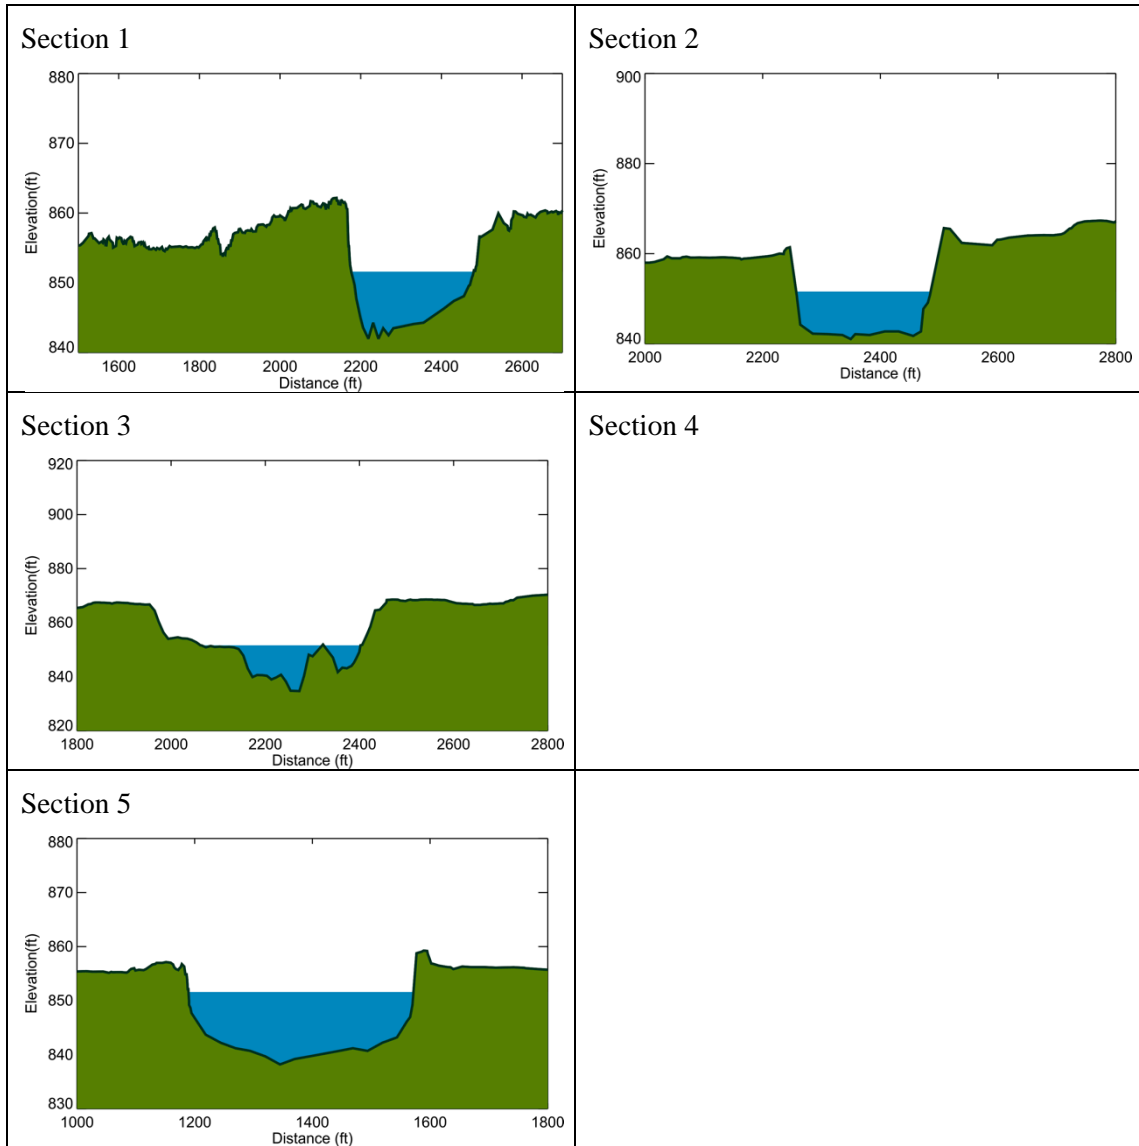 Section 1
880
870
860
850
840
Elevation(ft)
1600 1800 2000 2200 2400 2600
Distance (ft)
Section 2
900
880
860
840
Elevation(ft)
2000 2200 2400 2600 2800
Distance (ft)
Section 3
920
900
880
860
840
820
Elevation(ft)
1800 2000 2200 2400 2600 2800
Distance (ft)
Section 4
Section 5
880
870
860
850
840
830
Elevation(ft)
1000 1200 1400 1600 1800
Distance (ft)